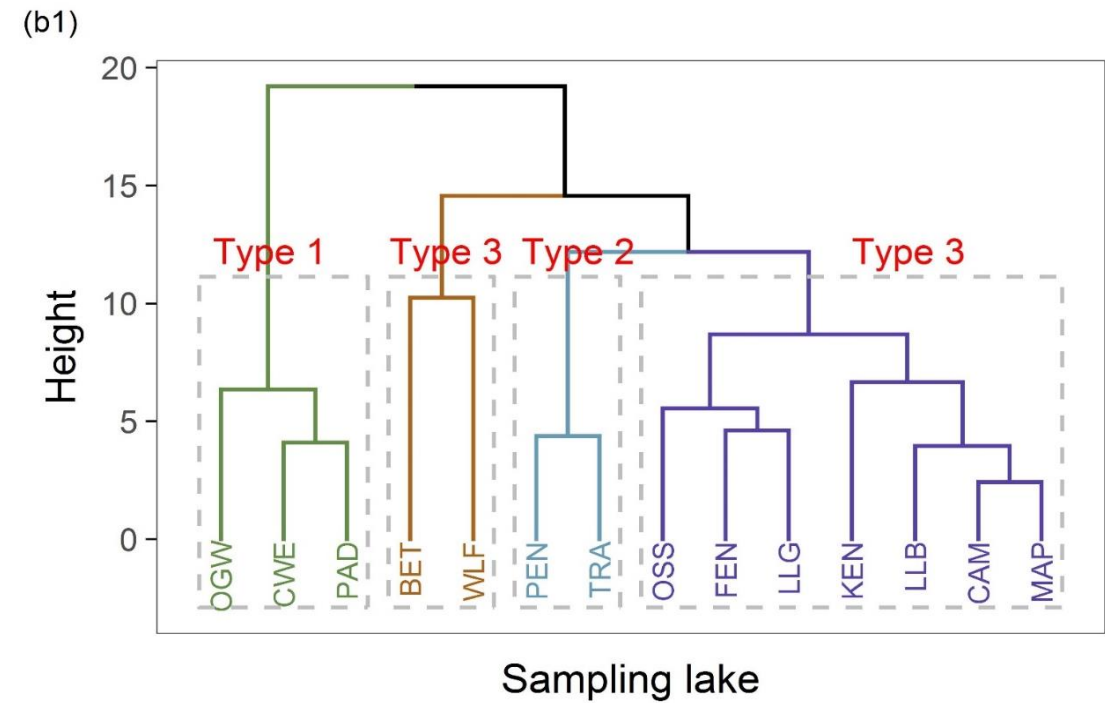 (b1)
20
15
10
5
0
Height
Type 1
Type 3
Type 2
Type 3
OGW
CWE
PAD
BET
WLF
PEN
TRA
OSS
FEN
LLG
KEN
LLB
CAM
MAP
Sampling lake